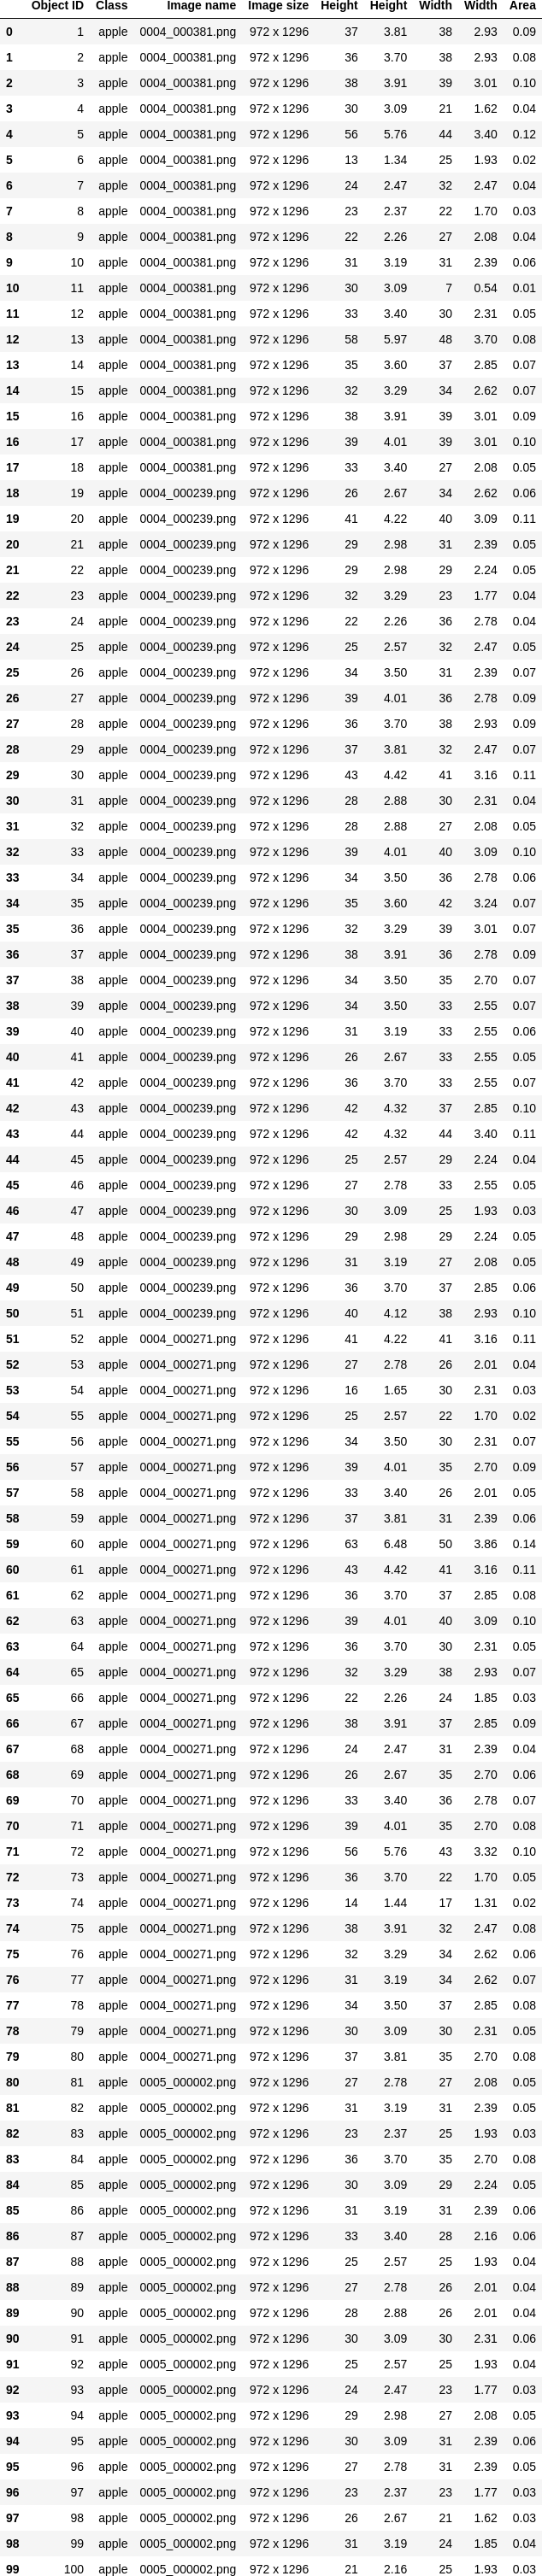 Object ID Class Image name Image size Height Height Width Width Area
0 1 apple 0004_000381.png 972 x 1296 37 3.81 38 2.93 0.09
1 2 apple 0004_000381.png 972 x 1296 36 3.70 38 2.93 0.08
2 3 apple 0004_000381.png 972 x 1296 38 3.91 39 3.01 0.10
3 4 apple 0004_000381.png 972 x 1296 30 3.09 21 1.62 0.04
4 5 apple 0004_000381.png 972 x 1296 56 5.76 44 3.40 0.12
5 6 apple 0004_000381.png 972 x 1296 13 1.34 25 1.93 0.02
6 7 apple 0004_000381.png 972 x 1296 24 2.47 32 2.47 0.04
7 8 apple 0004_000381.png 972 x 1296 23 2.37 22 1.70 0.03
8 9 apple 0004_000381.png 972 x 1296 22 2.26 27 2.08 0.04
9 10 apple 0004_000381.png 972 x 1296 31 3.19 31 2.39 0.06
10 11 apple 0004_000381.png 972 x 1296 30 3.09 7 0.54 0.01
11 12 apple 0004_000381.png 972 x 1296 33 3.40 30 2.31 0.05
12 13 apple 0004_000381.png 972 x 1296 58 5.97 48 3.70 0.08
13 14 apple 0004_000381.png 972 x 1296 35 3.60 37 2.85 0.07
14 15 apple 0004_000381.png 972 x 1296 32 3.29 34 2.62 0.07
15 16 apple 0004_000381.png 972 x 1296 38 3.91 39 3.01 0.09
16 17 apple 0004_000381.png 972 x 1296 39 4.01 39 3.01 0.10
17 18 apple 0004_000381.png 972 x 1296 33 3.40 27 2.08 0.05
18 19 apple 0004_000239.png 972 x 1296 26 2.67 34 2.62 0.06
19 20 apple 0004_000239.png 972 x 1296 41 4.22 40 3.09 0.11
20 21 apple 0004_000239.png 972 x 1296 29 2.98 31 2.39 0.05
21 22 apple 0004_000239.png 972 x 1296 29 2.98 29 2.24 0.05
22 23 apple 0004_000239.png 972 x 1296 32 3.29 23 1.77 0.04
23 24 apple 0004_000239.png 972 x 1296 22 2.26 36 2.78 0.04
24 25 apple 0004_000239.png 972 x 1296 25 2.57 32 2.47 0.05
25 26 apple 0004_000239.png 972 x 1296 34 3.50 31 2.39 0.07
26 27 apple 0004_000239.png 972 x 1296 39 4.01 36 2.78 0.09
27 28 apple 0004_000239.png 972 x 1296 36 3.70 38 2.93 0.09
28 29 apple 0004_000239.png 972 x 1296 37 3.81 32 2.47 0.07
29 30 apple 0004_000239.png 972 x 1296 43 4.42 41 3.16 0.11
30 31 apple 0004_000239.png 972 x 1296 28 2.88 30 2.31 0.04
31 32 apple 0004_000239.png 972 x 1296 28 2.88 27 2.08 0.05
32 33 apple 0004_000239.png 972 x 1296 39 4.01 40 3.09 0.10
33 34 apple 0004_000239.png 972 x 1296 34 3.50 36 2.78 0.06
34 35 apple 0004_000239.png 972 x 1296 35 3.60 42 3.24 0.07
35 36 apple 0004_000239.png 972 x 1296 32 3.29 39 3.01 0.07
36 37 apple 0004_000239.png 972 x 1296 38 3.91 36 2.78 0.09
37 38 apple 0004_000239.png 972 x 1296 34 3.50 35 2.70 0.07
38 39 apple 0004_000239.png 972 x 1296 34 3.50 33 2.55 0.07
39 40 apple 0004_000239.png 972 x 1296 31 3.19 33 2.55 0.06
40 41 apple 0004_000239.png 972 x 1296 26 2.67 33 2.55 0.05
41 42 apple 0004_000239.png 972 x 1296 36 3.70 33 2.55 0.07
42 43 apple 0004_000239.png 972 x 1296 42 4.32 37 2.85 0.10
43 44 apple 0004_000239.png 972 x 1296 42 4.32 44 3.40 0.11
44 45 apple 0004_000239.png 972 x 1296 25 2.57 29 2.24 0.04
45 46 apple 0004_000239.png 972 x 1296 27 2.78 33 2.55 0.05
46 47 apple 0004_000239.png 972 x 1296 30 3.09 25 1.93 0.03
47 48 apple 0004_000239.png 972 x 1296 29 2.98 29 2.24 0.05
48 49 apple 0004_000239.png 972 x 1296 31 3.19 27 2.08 0.05
49 50 apple 0004_000239.png 972 x 1296 36 3.70 37 2.85 0.06
50 51 apple 0004_000239.png 972 x 1296 40 4.12 38 2.93 0.10
51 52 apple 0004_000271.png 972 x 1296 41 4.22 41 3.16 0.11
52 53 apple 0004_000271.png 972 x 1296 27 2.78 26 2.01 0.04
53 54 apple 0004_000271.png 972 x 1296 16 1.65 30 2.31 0.03
54 55 apple 0004_000271.png 972 x 1296 25 2.57 22 1.70 0.02
55 56 apple 0004_000271.png 972 x 1296 34 3.50 30 2.31 0.07
56 57 apple 0004_000271.png 972 x 1296 39 4.01 35 2.70 0.09
57 58 apple 0004_000271.png 972 x 1296 33 3.40 26 2.01 0.05
58 59 apple 0004_000271.png 972 x 1296 37 3.81 31 2.39 0.06
59 60 apple 0004_000271.png 972 x 1296 63 6.48 50 3.86 0.14
60 61 apple 0004_000271.png 972 x 1296 43 4.42 41 3.16 0.11
61 62 apple 0004_000271.png 972 x 1296 36 3.70 37 2.85 0.08
62 63 apple 0004_000271.png 972 x 1296 39 4.01 40 3.09 0.10
63 64 apple 0004_000271.png 972 x 1296 36 3.70 30 2.31 0.05
64 65 apple 0004_000271.png 972 x 1296 32 3.29 38 2.93 0.07
65 66 apple 0004_000271.png 972 x 1296 22 2.26 24 1.85 0.03
66 67 apple 0004_000271.png 972 x 1296 38 3.91 37 2.85 0.09
67 68 apple 0004_000271.png 972 x 1296 24 2.47 31 2.39 0.04
68 69 apple 0004_000271.png 972 x 1296 26 2.67 35 2.70 0.06
69 70 apple 0004_000271.png 972 x 1296 33 3.40 36 2.78 0.07
70 71 apple 0004_000271.png 972 x 1296 39 4.01 35 2.70 0.08
71 72 apple 0004_000271.png 972 x 1296 56 5.76 43 3.32 0.10
72 73 apple 0004_000271.png 972 x 1296 36 3.70 22 1.70 0.05
73 74 apple 0004_000271.png 972 x 1296 14 1.44 17 1.31 0.02
74 75 apple 0004_000271.png 972 x 1296 38 3.91 32 2.47 0.08
75 76 apple 0004_000271.png 972 x 1296 32 3.29 34 2.62 0.06
76 77 apple 0004_000271.png 972 x 1296 31 3.19 34 2.62 0.07
77 78 apple 0004_000271.png 972 x 1296 34 3.50 37 2.85 0.08
78 79 apple 0004_000271.png 972 x 1296 30 3.09 30 2.31 0.05
79 80 apple 0004_000271.png 972 x 1296 37 3.81 35 2.70 0.08
80 81 apple 0005_000002.png 972 x 1296 27 2.78 27 2.08 0.05
81 82 apple 0005_000002.png 972 x 1296 31 3.19 31 2.39 0.05
82 83 apple 0005_000002.png 972 x 1296 23 2.37 25 1.93 0.03
83 84 apple 0005_000002.png 972 x 1296 36 3.70 35 2.70 0.08
84 85 apple 0005_000002.png 972 x 1296 30 3.09 29 2.24 0.05
85 86 apple 0005_000002.png 972 x 1296 31 3.19 31 2.39 0.06
86 87 apple 0005_000002.png 972 x 1296 33 3.40 28 2.16 0.06
87 88 apple 0005_000002.png 972 x 1296 25 2.57 25 1.93 0.04
88 89 apple 0005_000002.png 972 x 1296 27 2.78 26 2.01 0.04
89 90 apple 0005_000002.png 972 x 1296 28 2.88 26 2.01 0.04
90 91 apple 0005_000002.png 972 x 1296 30 3.09 30 2.31 0.06
91 92 apple 0005_000002.png 972 x 1296 25 2.57 25 1.93 0.04
92 93 apple 0005_000002.png 972 x 1296 24 2.47 23 1.77 0.03
93 94 apple 0005_000002.png 972 x 1296 29 2.98 27 2.08 0.05
94 95 apple 0005_000002.png 972 x 1296 30 3.09 31 2.39 0.06
95 96 apple 0005_000002.png 972 x 1296 27 2.78 31 2.39 0.05
96 97 apple 0005_000002.png 972 x 1296 23 2.37 23 1.77 0.03
97 98 apple 0005_000002.png 972 x 1296 26 2.67 21 1.62 0.03
98 99 apple 0005_000002.png 972 x 1296 31 3.19 24 1.85 0.04
99 100 apple 0005_000002.png 972 x 1296 21 2.16 25 1.93 0.03